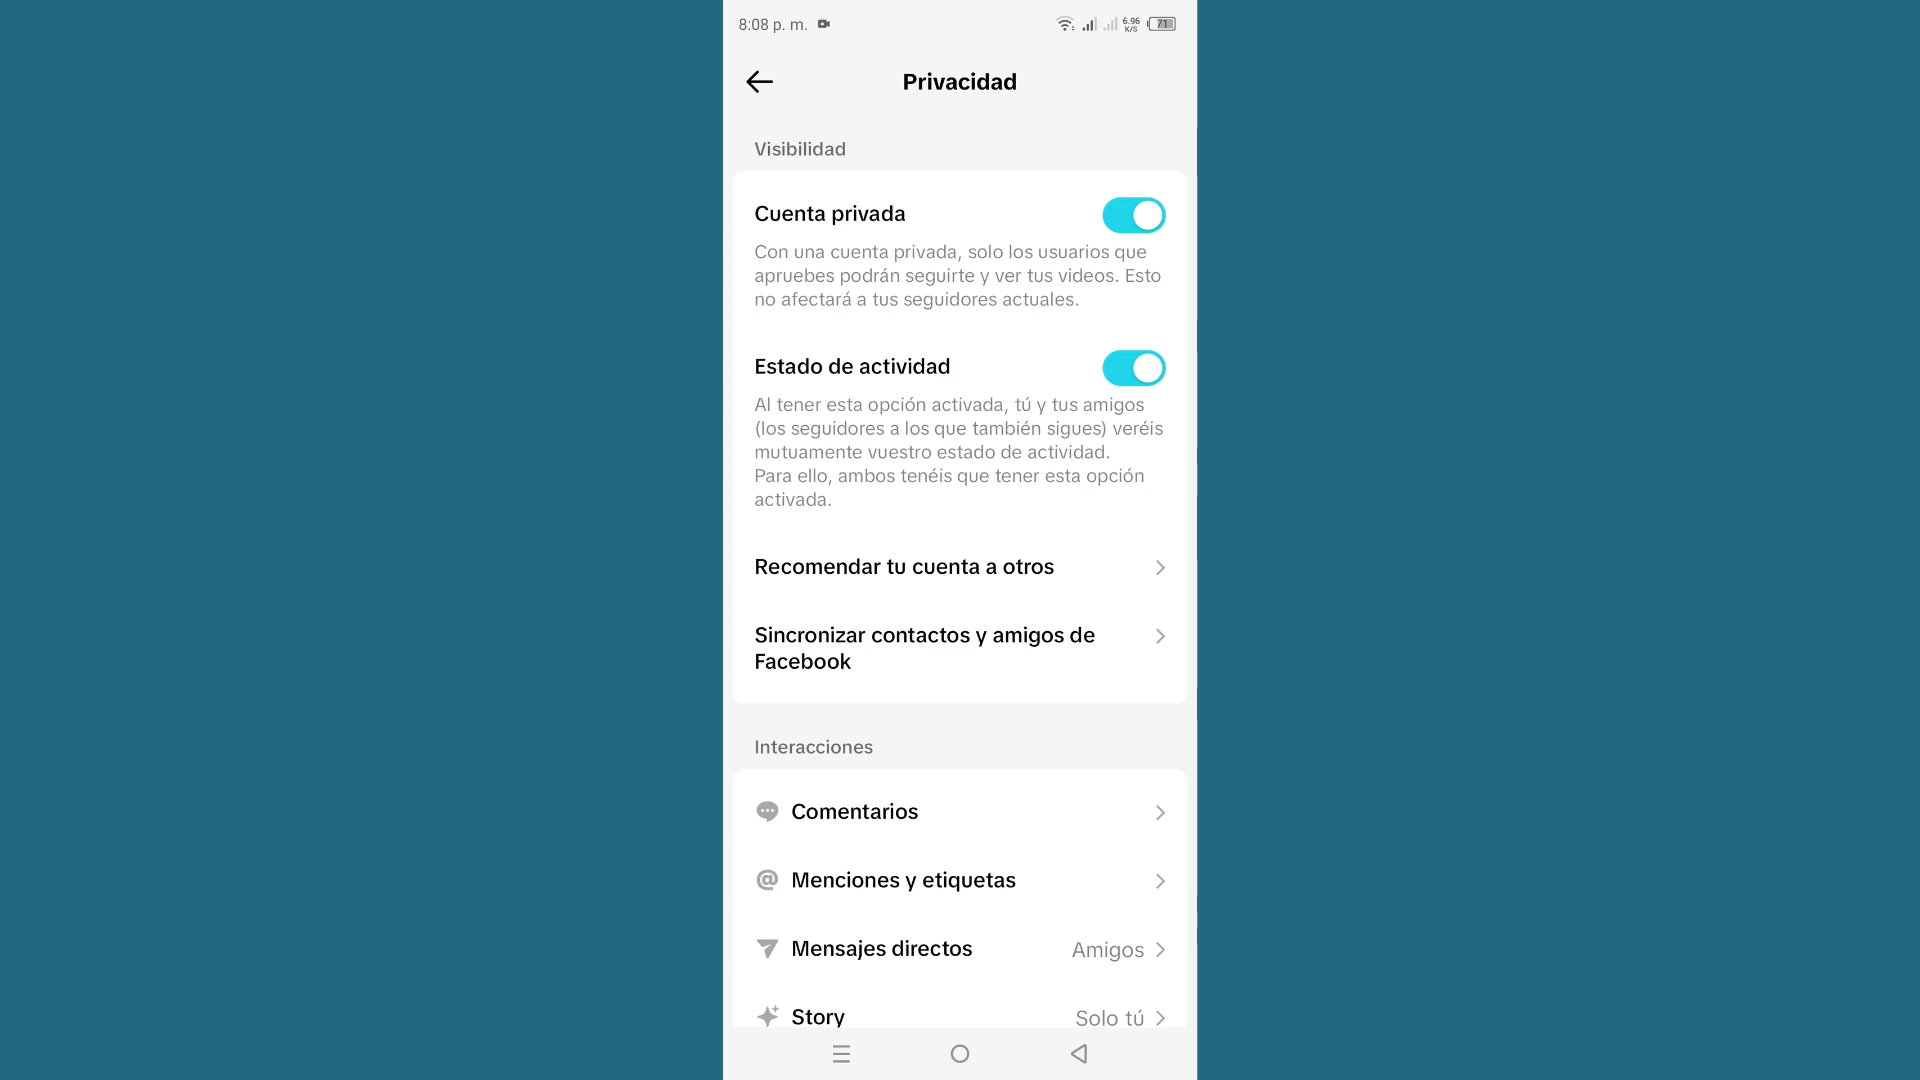 8:08 p. m.
6.96
K/S
71
Privacidad
Visibilidad
Cuenta privada
Con una cuenta privada, solo los usuarios que
apruebes podrán seguirte y ver tus videos. Esto
no afectará a tus seguidores actuales.
Estado de actividad
Al tener esta opción activada, tú y tus amigos
(los seguidores a los que también sigues) veréis
mutuamente vuestro estado de actividad.
Para ello, ambos tenéis que tener esta opción
activada.
Recomendar tu cuenta a otros
Sincronizar contactos y amigos de
Facebook
Interacciones
Comentarios
Menciones y etiquetas
Mensajes directos Amigos
Story Solo tú